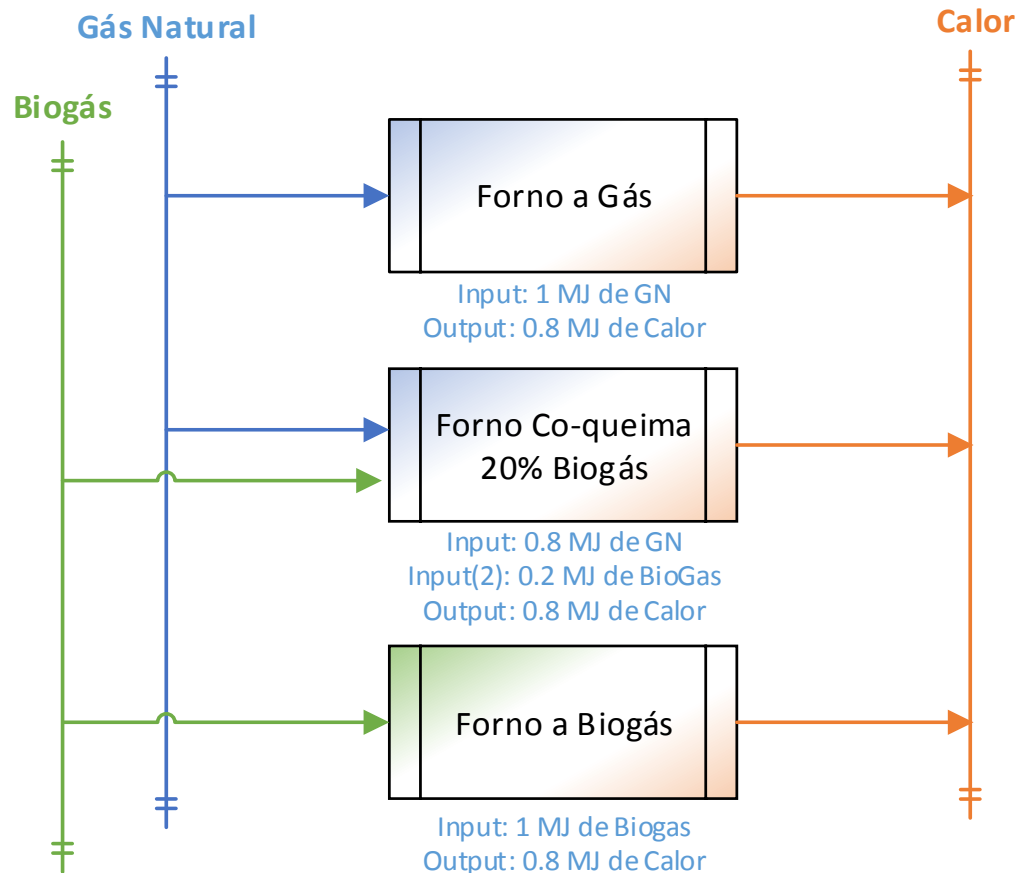 Gás Natural
Calor
Biogás
Forno a Gás
Input: 1 MJ de GN
Output: 0.8 MJ de Calor
Forno Co-queima
20% Biogás
Input: 0.8 MJ de GN
Input(2): 0.2 MJ de BioGas
Output: 0.8 MJ de Calor
Forno a Biogás
Input: 1 MJ de Biogas
Output: 0.8 MJ de Calor